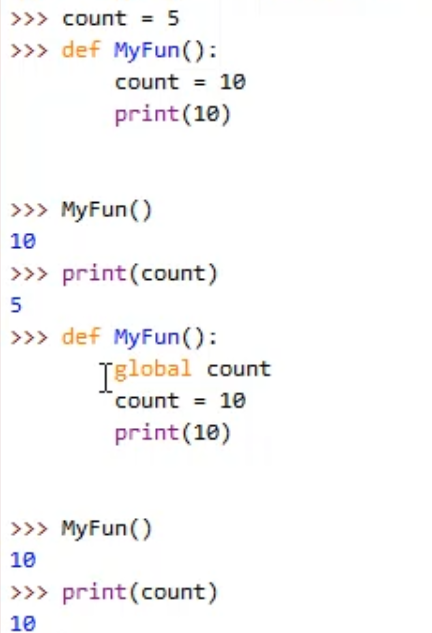 >>> count = 5
>>> def MyFun():
        count = 10
        print(10)
>>> MyFun()
10
>>> print(count)
5
>>> def MyFun():
        global count
        count = 10
        print(10)
>>> MyFun()
10
>>> print(count)
10